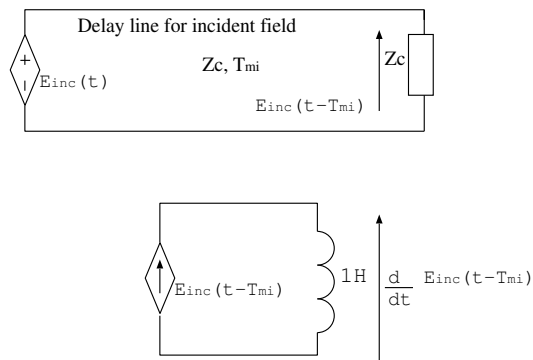 Delay line for incident field
Zc, Tmi
Zc
+
−
Einc(t)
Einc(t−Tmi)
Einc(t−Tmi)
1H
d
dt
Einc(t−Tmi)